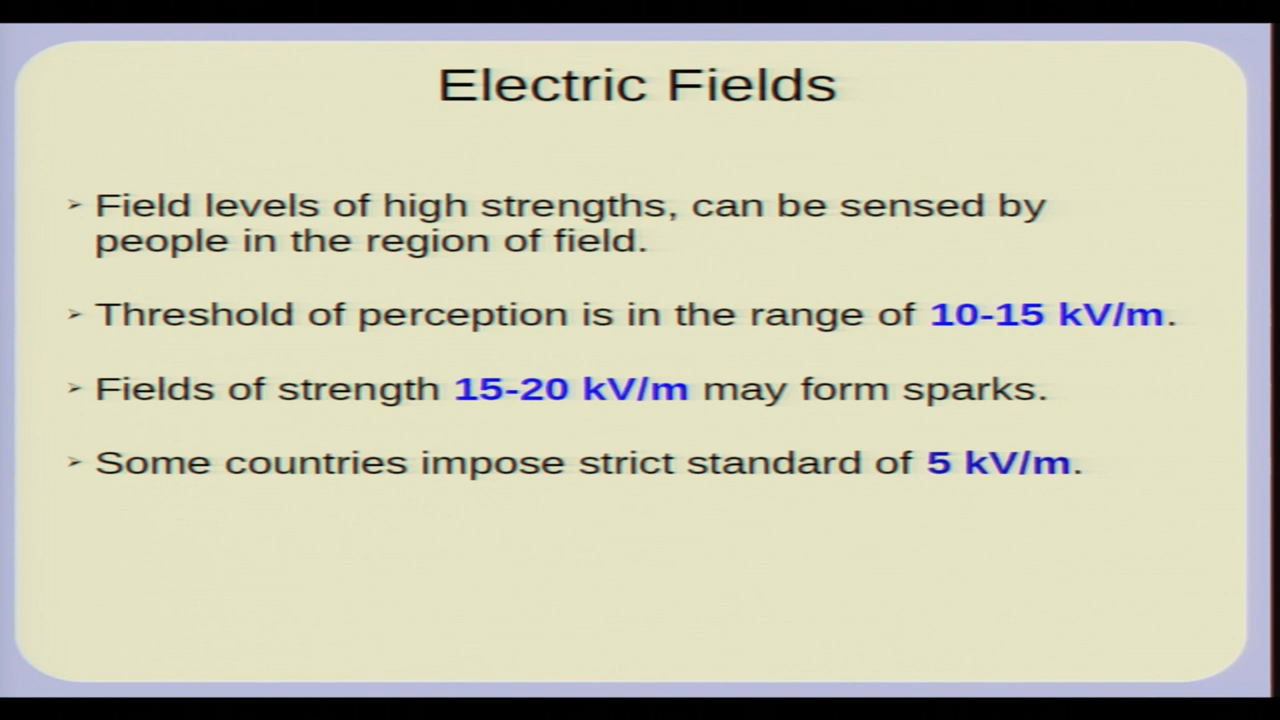 Electric Fields
➢ Field levels of high strengths, can be sensed by
people in the region of field.
➢ Threshold of perception is in the range of 10-15 kV/m.
➢ Fields of strength 15-20 kV/m may form sparks.
➢ Some countries impose strict standard of 5 kV/m.